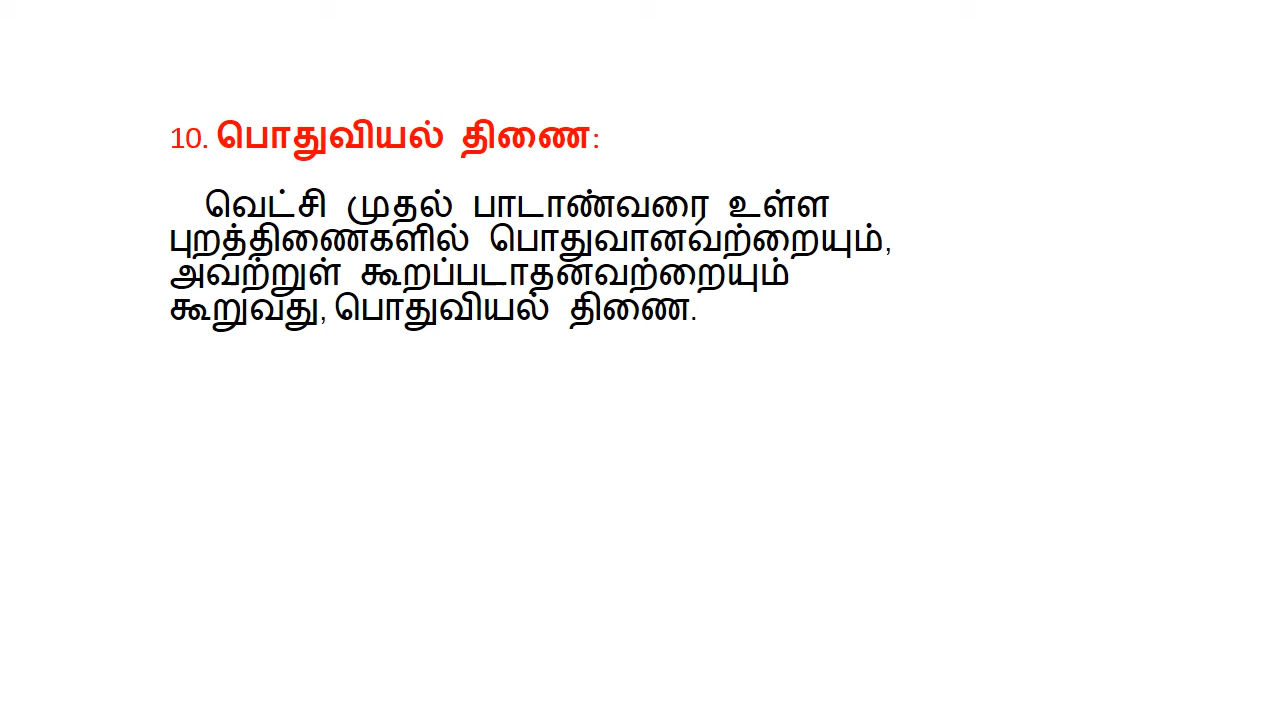 10. பொதுவியல் திணை:
வெட்சி முதல் பாடாண்வரை உள்ள
புறத்திணைகளில் பொதுவானவற்றையும்,
அவற்றுள் கூறப்படாதனவற்றையும்
கூறுவது, பொதுவியல் திணை.